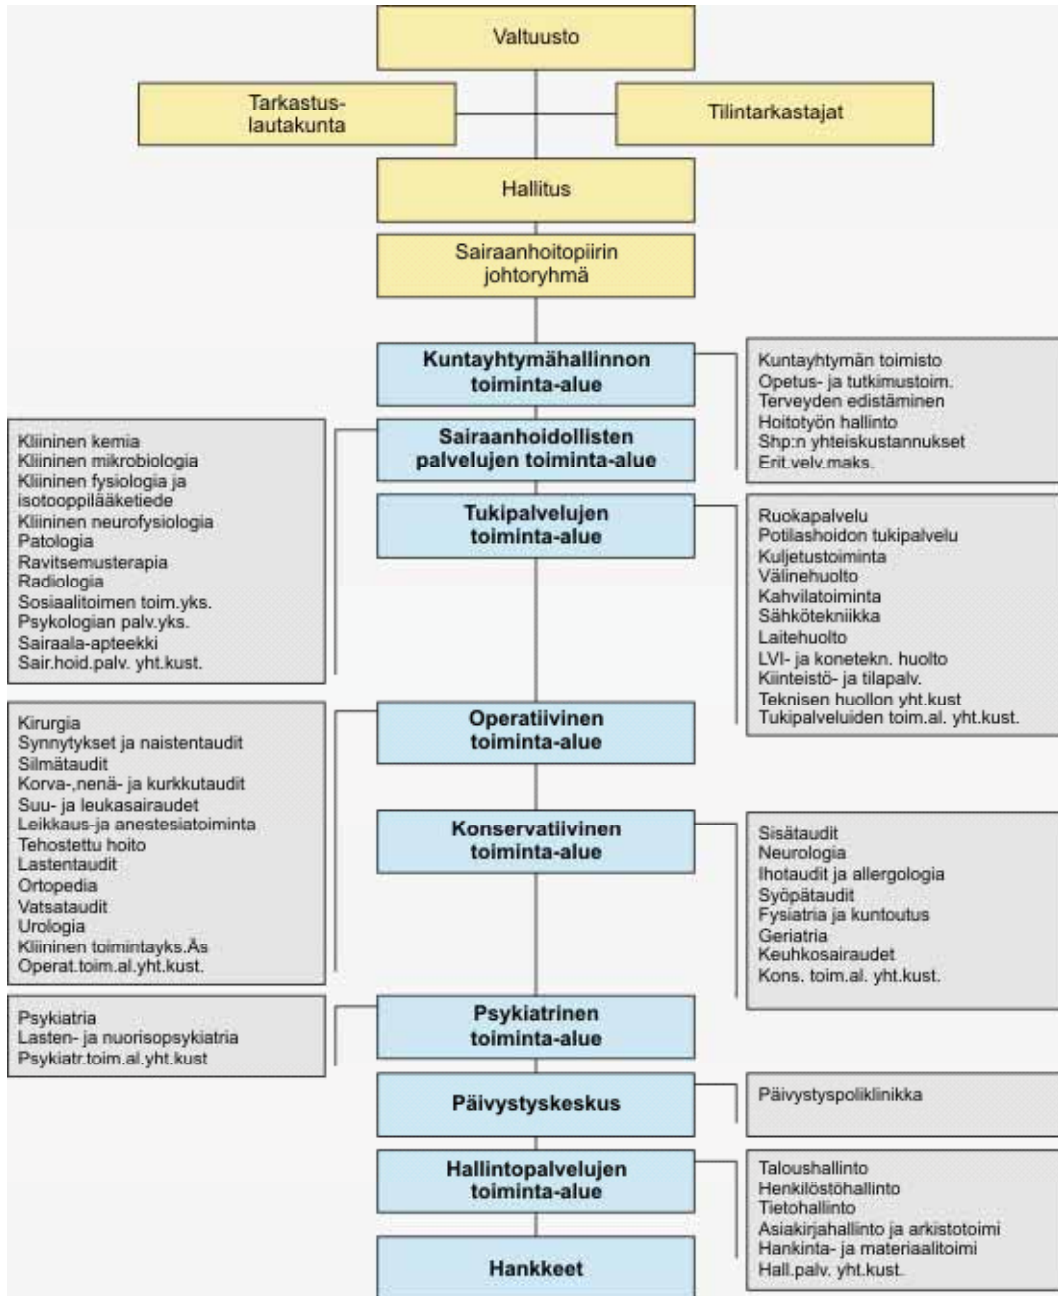 Valtuusto
Tarkastus-
lautakunta
Tilintarkastajat
Hallitus
Sairaanhoitopiirin
johtoryhmä
Kuntayhtymähallinnon
toiminta-alue
Kuntayhtymän toimisto
Opetus- ja tutkimustoim.
Terveyden edistäminen
Hoitotyön hallinto
Shp:n yhteiskustannukset
Erit.velv.maks.
Sairaanhoidollisten
palvelujen toiminta-alue
Kliininen kemia
Kliininen mikrobiologia
Kliininen fysiologia ja
isotooppilääketiede
Kliininen neurofysiologia
Patologia
Ravitsemusterapia
Radiologia
Sosiaalitoimen toim.yks.
Psykologian palv.yks.
Sairaala-apteekki
Sair.hoid.palv. yht.kust.
Tukipalvelujen
toiminta-alue
Ruokapalvelu
Potilashoidon tukipalvelu
Kuljetustoiminta
Välinehuolto
Kahvilatoiminta
Sähkötekniikka
Laitehuolto
LVI- ja konetekn. huolto
Kiinteistö- ja tilapalv.
Teknisen huollon yht.kust
Tukipalveluiden toim.al. yht.kust.
Operatiivinen
toiminta-alue
Kirurgia
Synnytykset ja naistentaudit
Silmätaudit
Korva-,nenä- ja kurkkutaudit
Suu- ja leukasairaudet
Leikkaus-ja anestesiatoiminta
Tehostettu hoito
Lastentaudit
Ortopedia
Vatsataudit
Urologia
Kliininen toimintayks.Äs
Operat.toim.al.yht.kust.
Konservatiivinen
toiminta-alue
Sisätaudit
Neurologia
Ihotaudit ja allergologia
Syöpätaudit
Fysiatria ja kuntoutus
Geriatria
Keuhkosairaudet
Kons. toim.al. yht.kust.
Psykiatrinen
toiminta-alue
Psykiatria
Lasten- ja nuorisopsykiatria
Psykiatr.toim.al.yht.kust
Päivystyskeskus
Päivystyspoliklinikka
Hallintopalvelujen
toiminta-alue
Taloushallinto
Henkilöstöhallinto
Tietohallinto
Asiakirjahallinto ja arkistotoimi
Hankinta- ja materiaalitoimi
Hall.palv. yht.kust.
Hankkeet